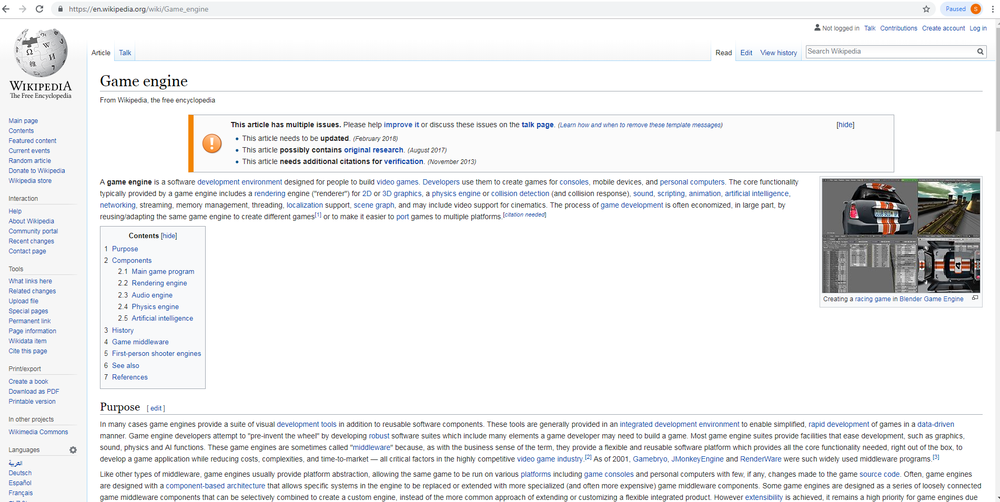 https://en.wikipedia.org/wiki/Game_engine
Paused S
Not logged in Talk Contributions Create account Log in
WIKIPEDIA
The Free Encyclopedia
Article Talk
Read Edit View history Search Wikipedia
Game engine
From Wikipedia, the free encyclopedia
This article has multiple issues. Please help improve it or discuss these issues on the talk page. (Learn how and when to remove these template messages) [hide]
• This article needs to be updated. (February 2018)
• This article possibly contains original research. (August 2017)
• This article needs additional citations for verification. (November 2013)
A game engine is a software development environment designed for people to build video games. Developers use them to create games for consoles, mobile devices, and personal computers. The core functionality
typically provided by a game engine includes a rendering engine ("renderer") for 2D or 3D graphics, a physics engine or collision detection (and collision response), sound, scripting, animation, artificial intelligence,
networking, streaming, memory management, threading, localization support, scene graph, and may include video support for cinematics. The process of game development is often economized, in large part, by
reusing/adapting the same game engine to create different games[1] or to make it easier to port games to multiple platforms.[citation needed]
CLUB SILO GP
4
Creating a racing game in Blender Game Engine
Contents [hide]
1 Purpose
2 Components
2.1 Main game program
2.2 Rendering engine
2.3 Audio engine
2.4 Physics engine
2.5 Artificial intelligence
3 History
4 Game middleware
5 First-person shooter engines
6 See also
7 References
Purpose [ edit ]
In many cases game engines provide a suite of visual development tools in addition to reusable software components. These tools are generally provided in an integrated development environment to enable simplified, rapid development of games in a data-driven
manner. Game engine developers attempt to "pre-invent the wheel" by developing robust software suites which include many elements a game developer may need to build a game. Most game engine suites provide facilities that ease development, such as graphics,
sound, physics and AI functions. These game engines are sometimes called "middleware" because, as with the business sense of the term, they provide a flexible and reusable software platform which provides all the core functionality needed, right out of the box, to
develop a game application while reducing costs, complexities, and time-to-market — all critical factors in the highly competitive video game industry.[2] As of 2001, Gamebryo, JMonkeyEngine and RenderWare were such widely used middleware programs.[3]
Like other types of middleware, game engines usually provide platform abstraction, allowing the same game to be run on various platforms including game consoles and personal computers with few, if any, changes made to the game source code. Often, game engines
are designed with a component-based architecture that allows specific systems in the engine to be replaced or extended with more specialized (and often more expensive) game middleware components. Some game engines are designed as a series of loosely connected
game middleware components that can be selectively combined to create a custom engine, instead of the more common approach of extending or customizing a flexible integrated product. However extensibility is achieved, it remains a high priority for game engines due
Main page
Contents
Featured content
Current events
Random article
Donate to Wikipedia
Wikipedia store
Interaction
Help
About Wikipedia
Community portal
Recent changes
Contact page
Tools
What links here
Related changes
Upload file
Special pages
Permanent link
Page information
Wikidata item
Cite this page
Print/export
Create a book
Download as PDF
Printable version
In other projects
Wikimedia Commons
Languages
العربية
Deutsch
Español
Français